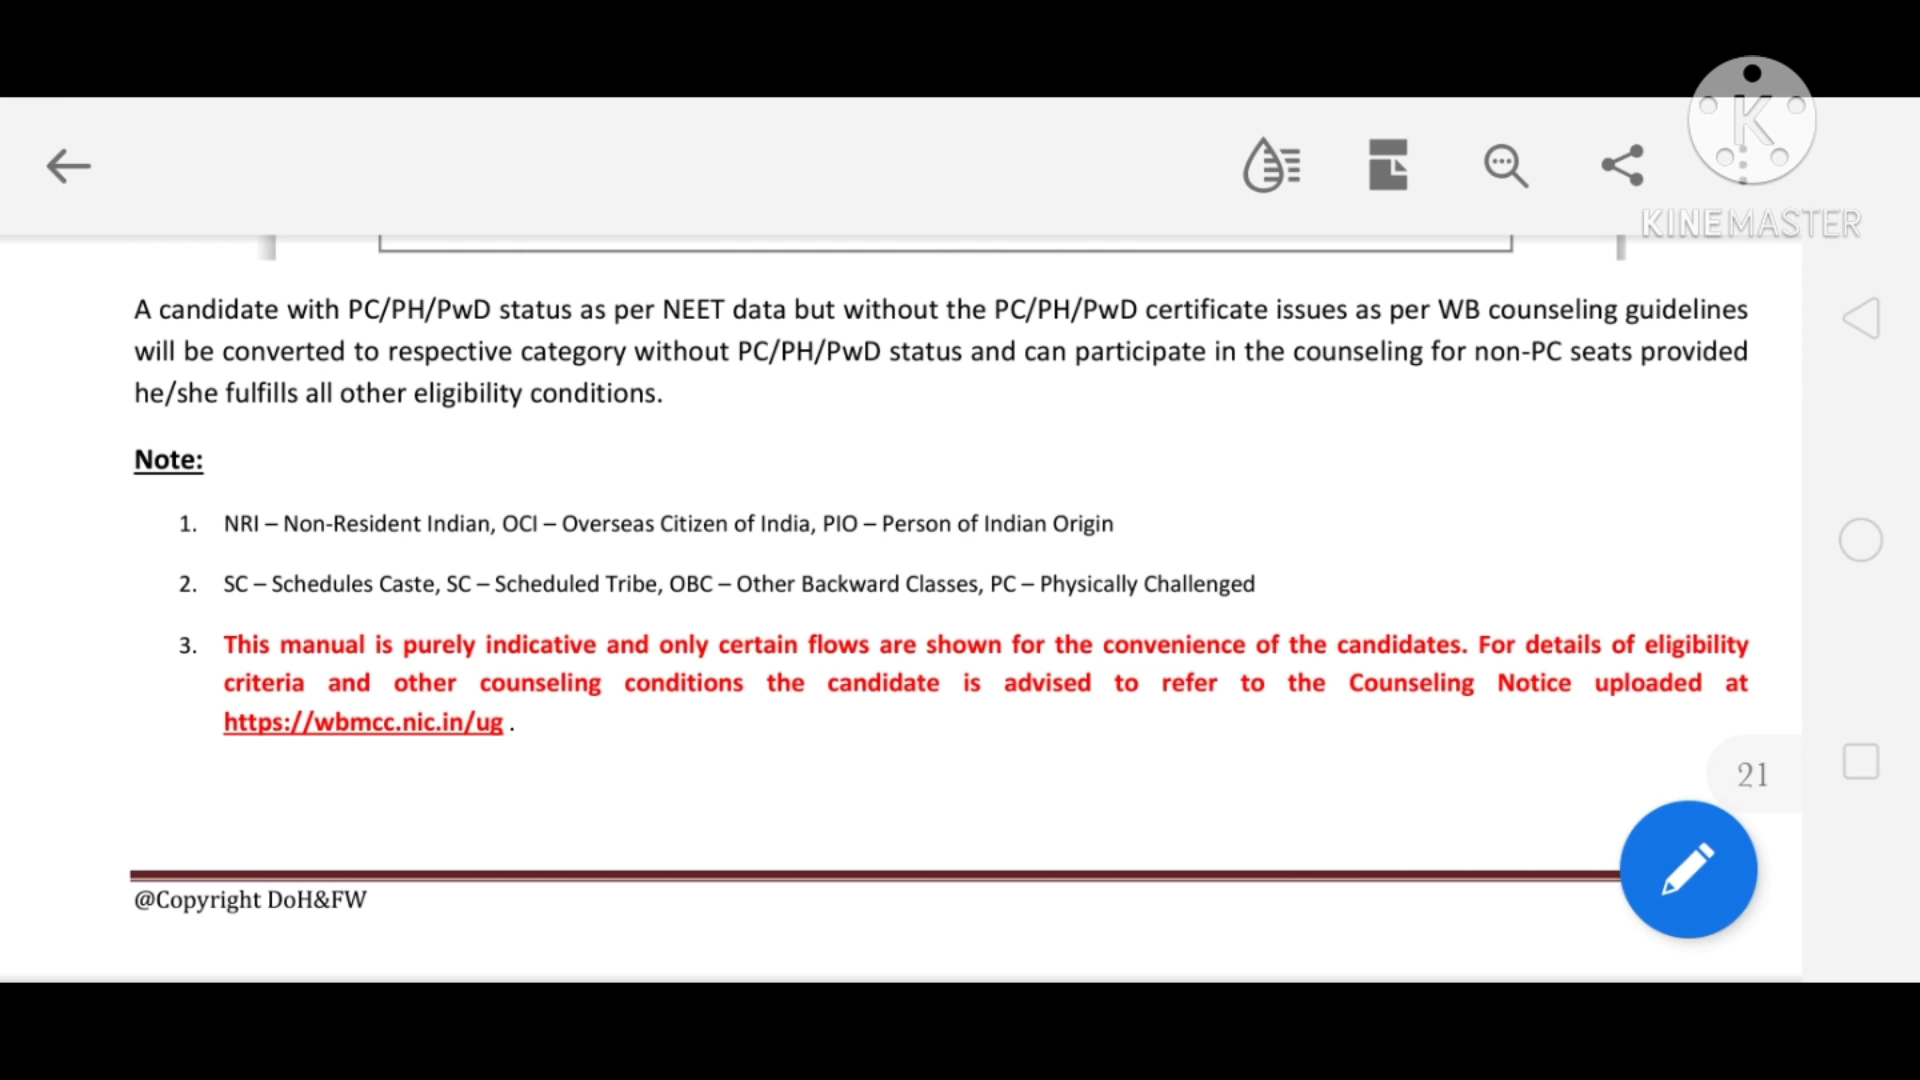 K
KINEMASTER
A candidate with PC/PH/PwD status as per NEET data but without the PC/PH/PwD certificate issues as per WB counseling guidelines
will be converted to respective category without PC/PH/PwD status and can participate in the counseling for non-PC seats provided
he/she fulfills all other eligibility conditions.
Note:
1. NRI – Non-Resident Indian, OCI – Overseas Citizen of India, PIO – Person of Indian Origin
2. SC – Schedules Caste, SC – Scheduled Tribe, OBC – Other Backward Classes, PC – Physically Challenged
3. This manual is purely indicative and only certain flows are shown for the convenience of the candidates. For details of eligibility
criteria and other counseling conditions the candidate is advised to refer to the Counseling Notice uploaded at
https://wbmcc.nic.in/ug .
21
@Copyright DoH&FW